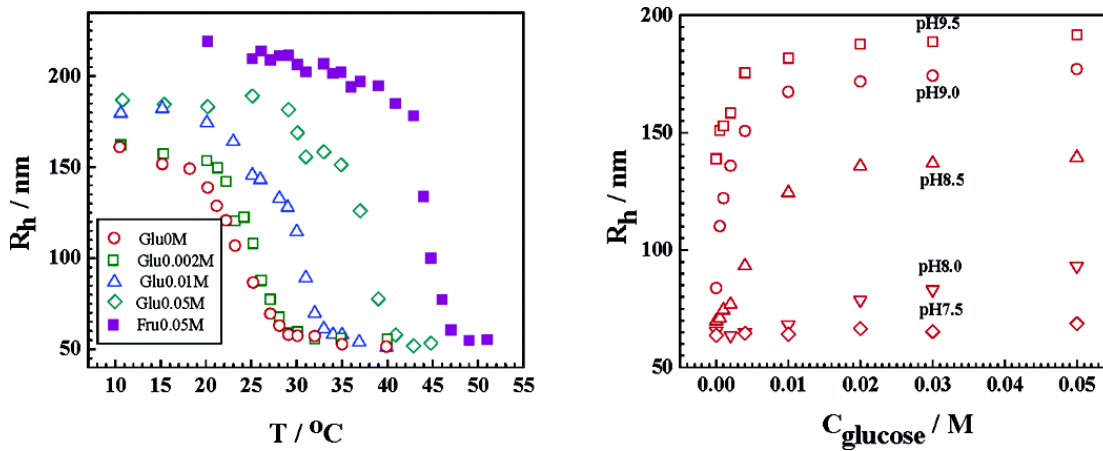 200
150
100
50
R_h / nm
Glu0M
Glu0.002M
Glu0.01M
Glu0.05M
Fru0.05M
10 15 20 25 30 35 40 45 50 55
T / ºC
200
150
100
50
R_h / nm
pH9.5
pH9.0
pH8.5
pH8.0
pH7.5
0.00 0.01 0.02 0.03 0.04 0.05
C_glucose / M